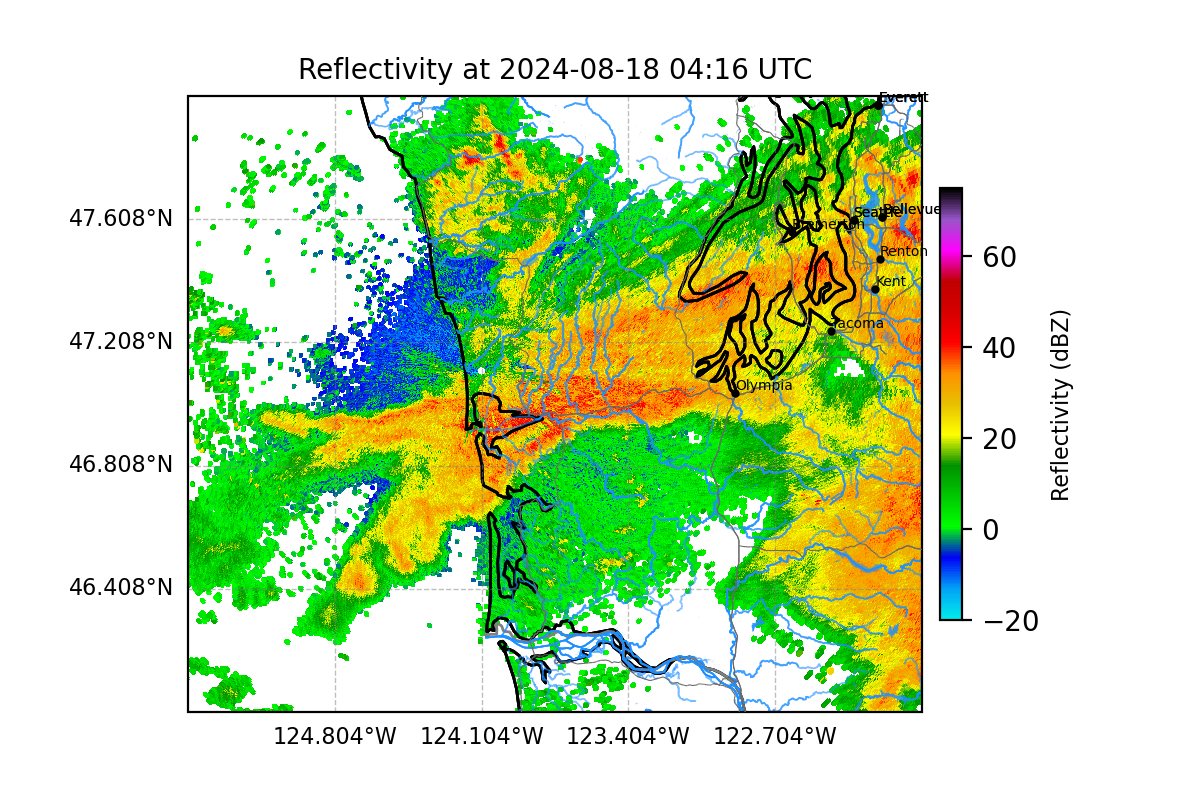 Reflectivity at 2024-08-18 04:16 UTC
Everett
47.608°N
Seattle
Bellevue
Bremerton
Renton
60
Kent
47.208°N
Tacoma
40
Olympia
Reflectivity (dBZ)
20
46.808°N
0
46.408°N
−20
124.804°W 124.104°W 123.404°W 122.704°W